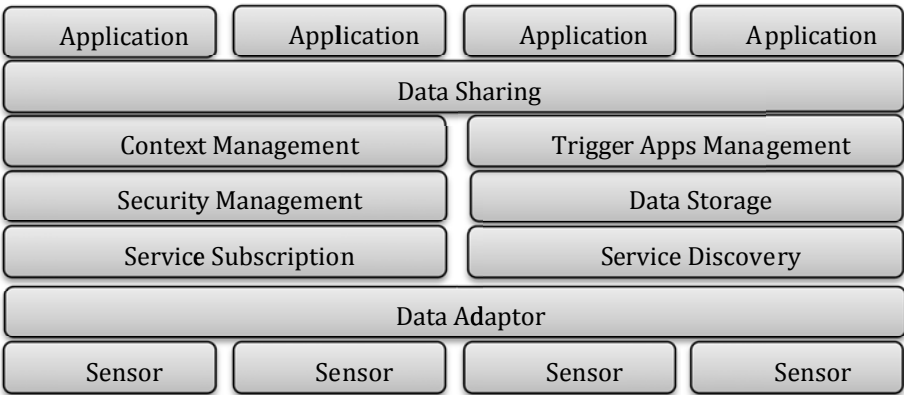 Application Application Application Application
Data Sharing
Context Management Trigger Apps Management
Security Management Data Storage
Service Subscription Service Discovery
Data Adaptor
Sensor Sensor Sensor Sensor